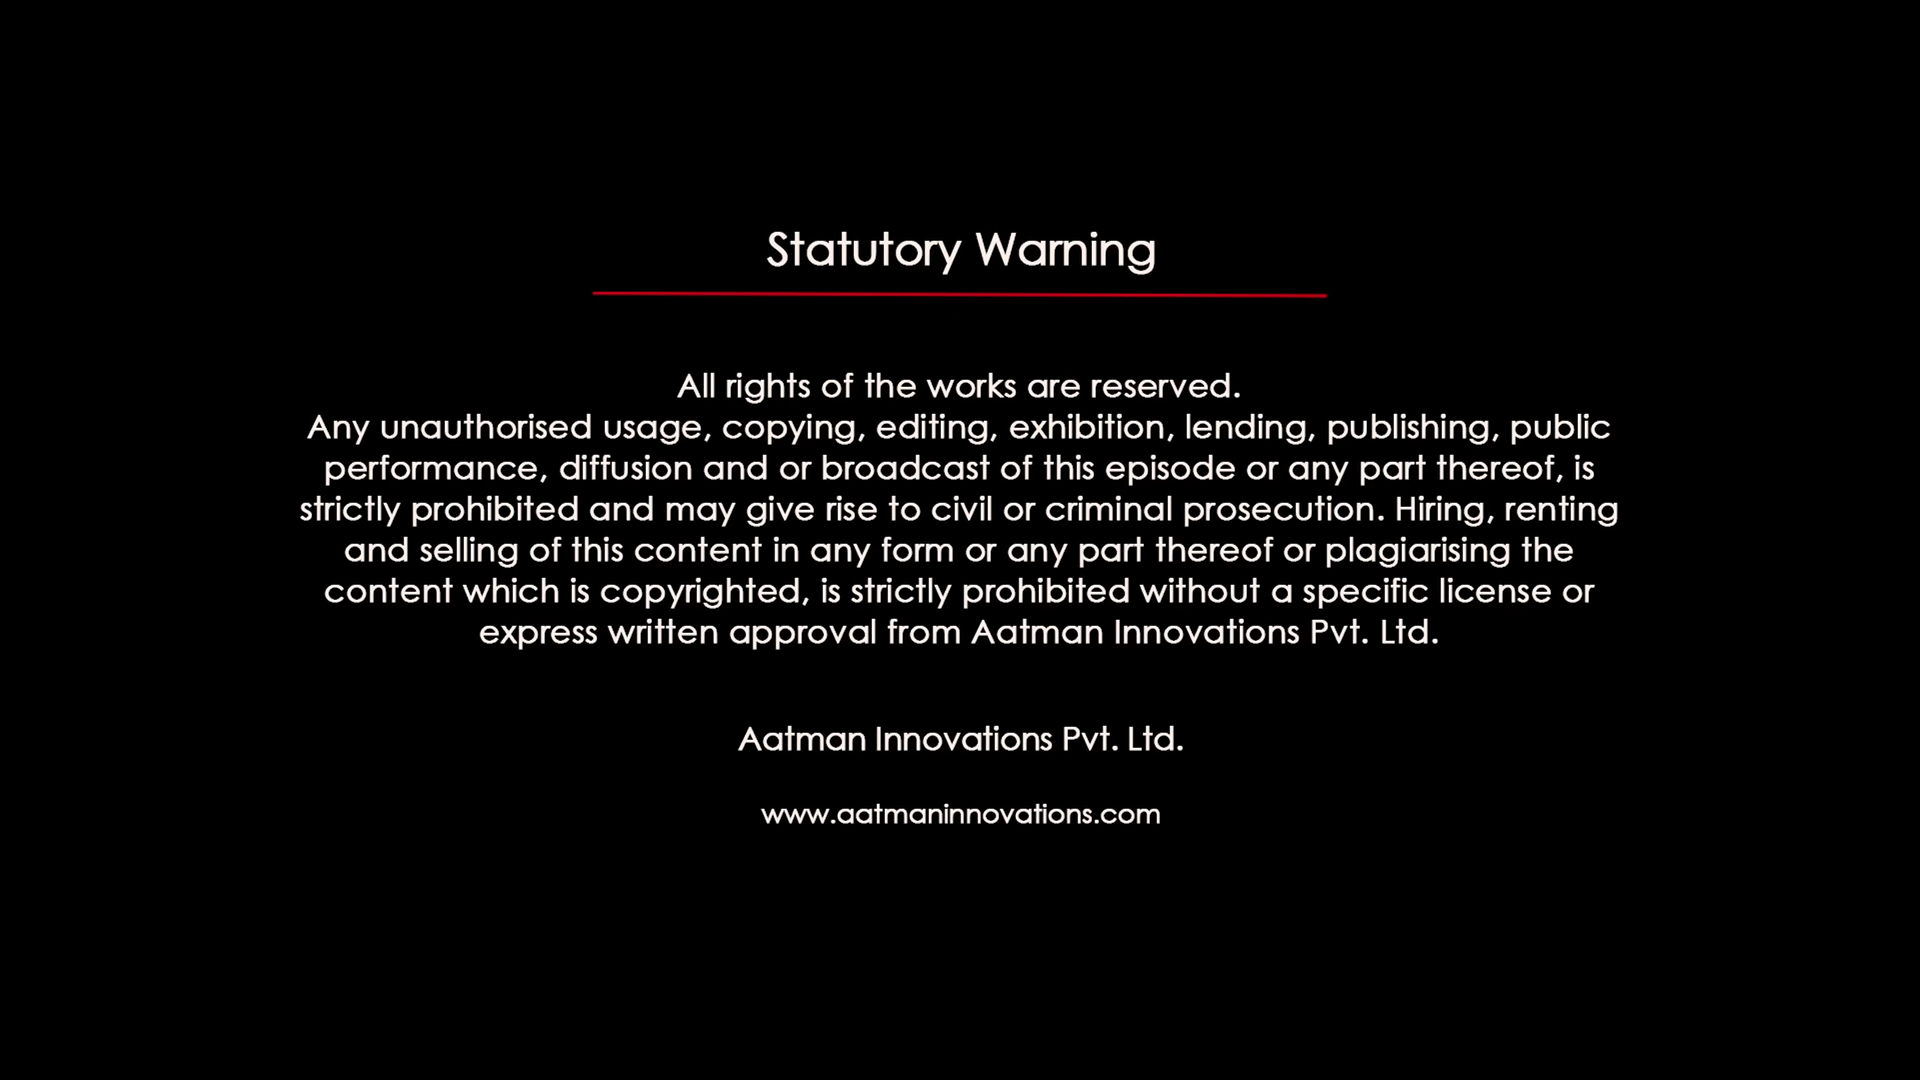 Statutory Warning
All rights of the works are reserved.
Any unauthorised usage, copying, editing, exhibition, lending, publishing, public
performance, diffusion and or broadcast of this episode or any part thereof, is
strictly prohibited and may give rise to civil or criminal prosecution. Hiring, renting
and selling of this content in any form or any part thereof or plagiarising the
content which is copyrighted, is strictly prohibited without a specific license or
express written approval from Aatman Innovations Pvt. Ltd.
Aatman Innovations Pvt. Ltd.
www.aatmaninnovations.com